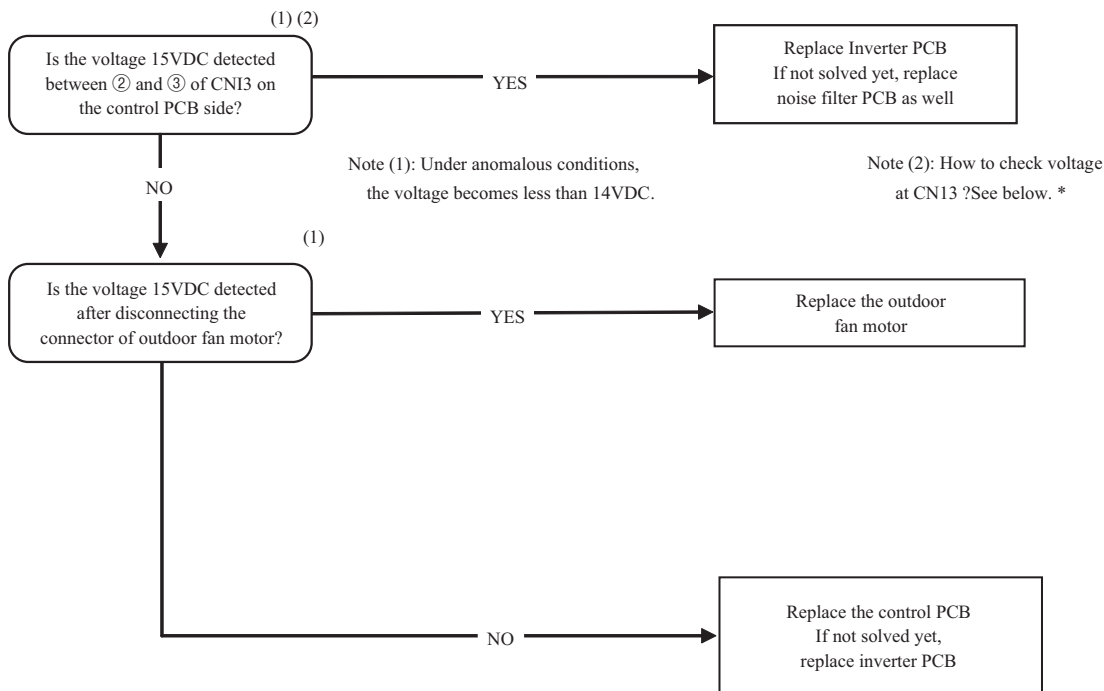 (1) (2)
Is the voltage 15VDC detected
between ② and ③ of CNI3 on
the control PCB side?
YES
Replace Inverter PCB
If not solved yet, replace
noise filter PCB as well
NO
Note (1): Under anomalous conditions,
the voltage becomes less than 14VDC.
Note (2): How to check voltage
at CN13 ?See below. *
(1)
Is the voltage 15VDC detected
after disconnecting the
connector of outdoor fan motor?
YES
Replace the outdoor
fan motor
NO
Replace the control PCB
If not solved yet,
replace inverter PCB